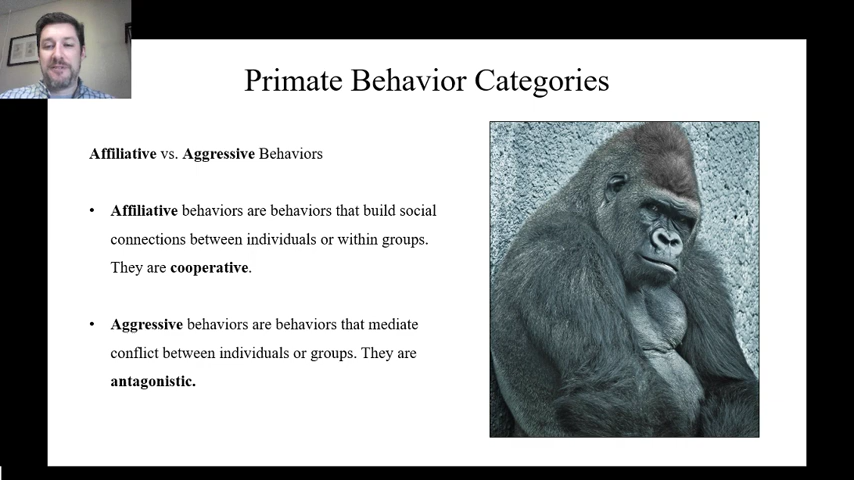 Primate Behavior Categories
Affiliative vs. Aggressive Behaviors
• Affiliative behaviors are behaviors that build social
connections between individuals or within groups.
They are cooperative.
• Aggressive behaviors are behaviors that mediate
conflict between individuals or groups. They are
antagonistic.